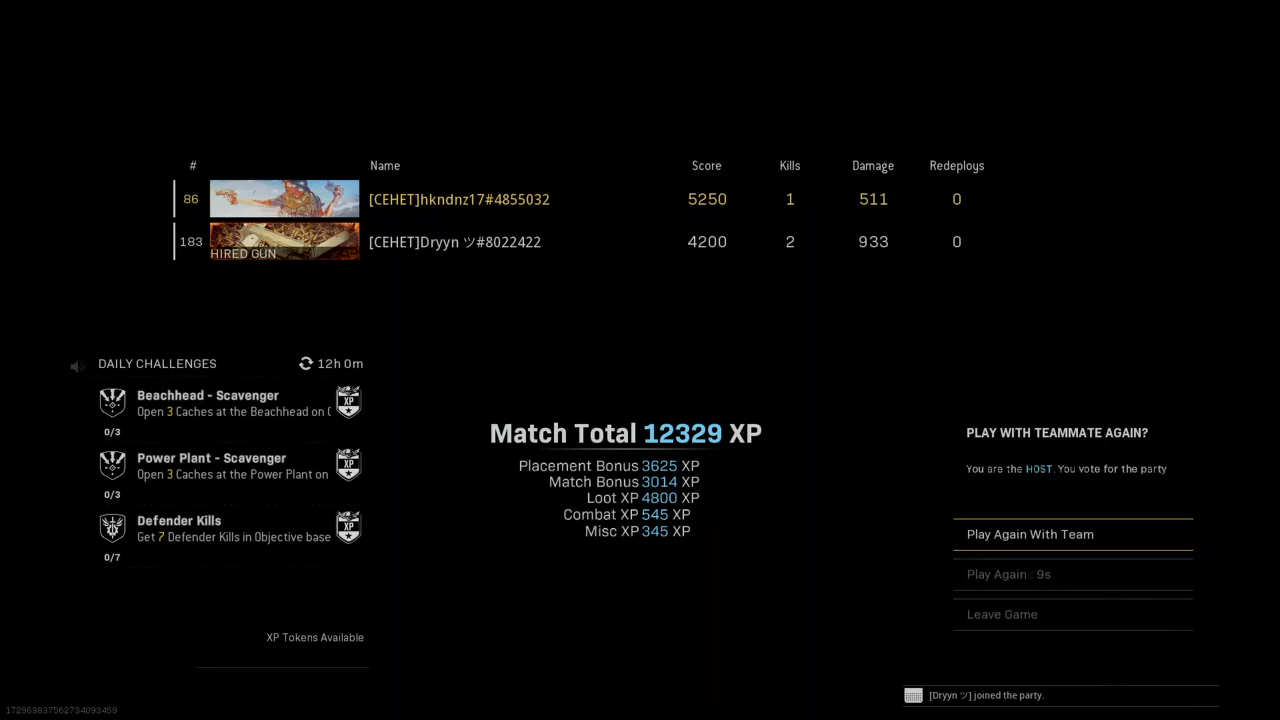 # Name Score Kills Damage Redeploys
86 [CEHET]hkndnz17#4855032 5250 1 511 0
183 HIRED GUN [CEHET]Dryyn ツ#8022422 4200 2 933 0
DAILY CHALLENGES 12h 0m
Beachhead - Scavenger
Open 3 Caches at the Beachhead on
XP
0/3
Power Plant - Scavenger
Open 3 Caches at the Power Plant on
XP
0/3
Defender Kills
Get 7 Defender Kills in Objective base
XP
0/7
XP Tokens Available
Match Total 12329 XP
Placement Bonus 3625 XP
Match Bonus 3014 XP
Loot XP 4800 XP
Combat XP 545 XP
Misc XP 345 XP
PLAY WITH TEAMMATE AGAIN?
You are the HOST. You vote for the party
Play Again With Team
Play Again : 9s
Leave Game
[Dryyn ツ] joined the party.